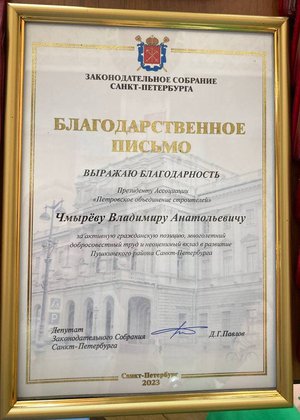 ЗАКОНОДАТЕЛЬНОЕ СОБРАНИЕ
САНКТ-ПЕТЕРБУРГА
БЛАГОДАРСТВЕННОЕ
ПИСЬМО
ВЫРАЖАЮ БЛАГОДАРНОСТЬ
Президенту Ассоциации
«Петровское объединение строителей»
Чмырёву Владимиру Анатольевичу
за активную гражданскую позицию, многолетний
добросовестный труд и неоценимый вклад в развитие
Пушкинского района Санкт-Петербурга
Депутат
Законодательного Собрания
Санкт-Петербурга
Д.Г.Павлов
Санкт-Петербург
2023